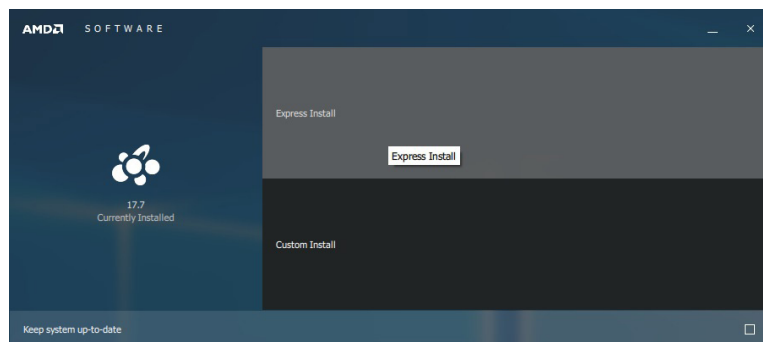 AMD SOFTWARE
Express Install
Express Install
17.7
Currently Installed
Custom Install
Keep system up-to-date